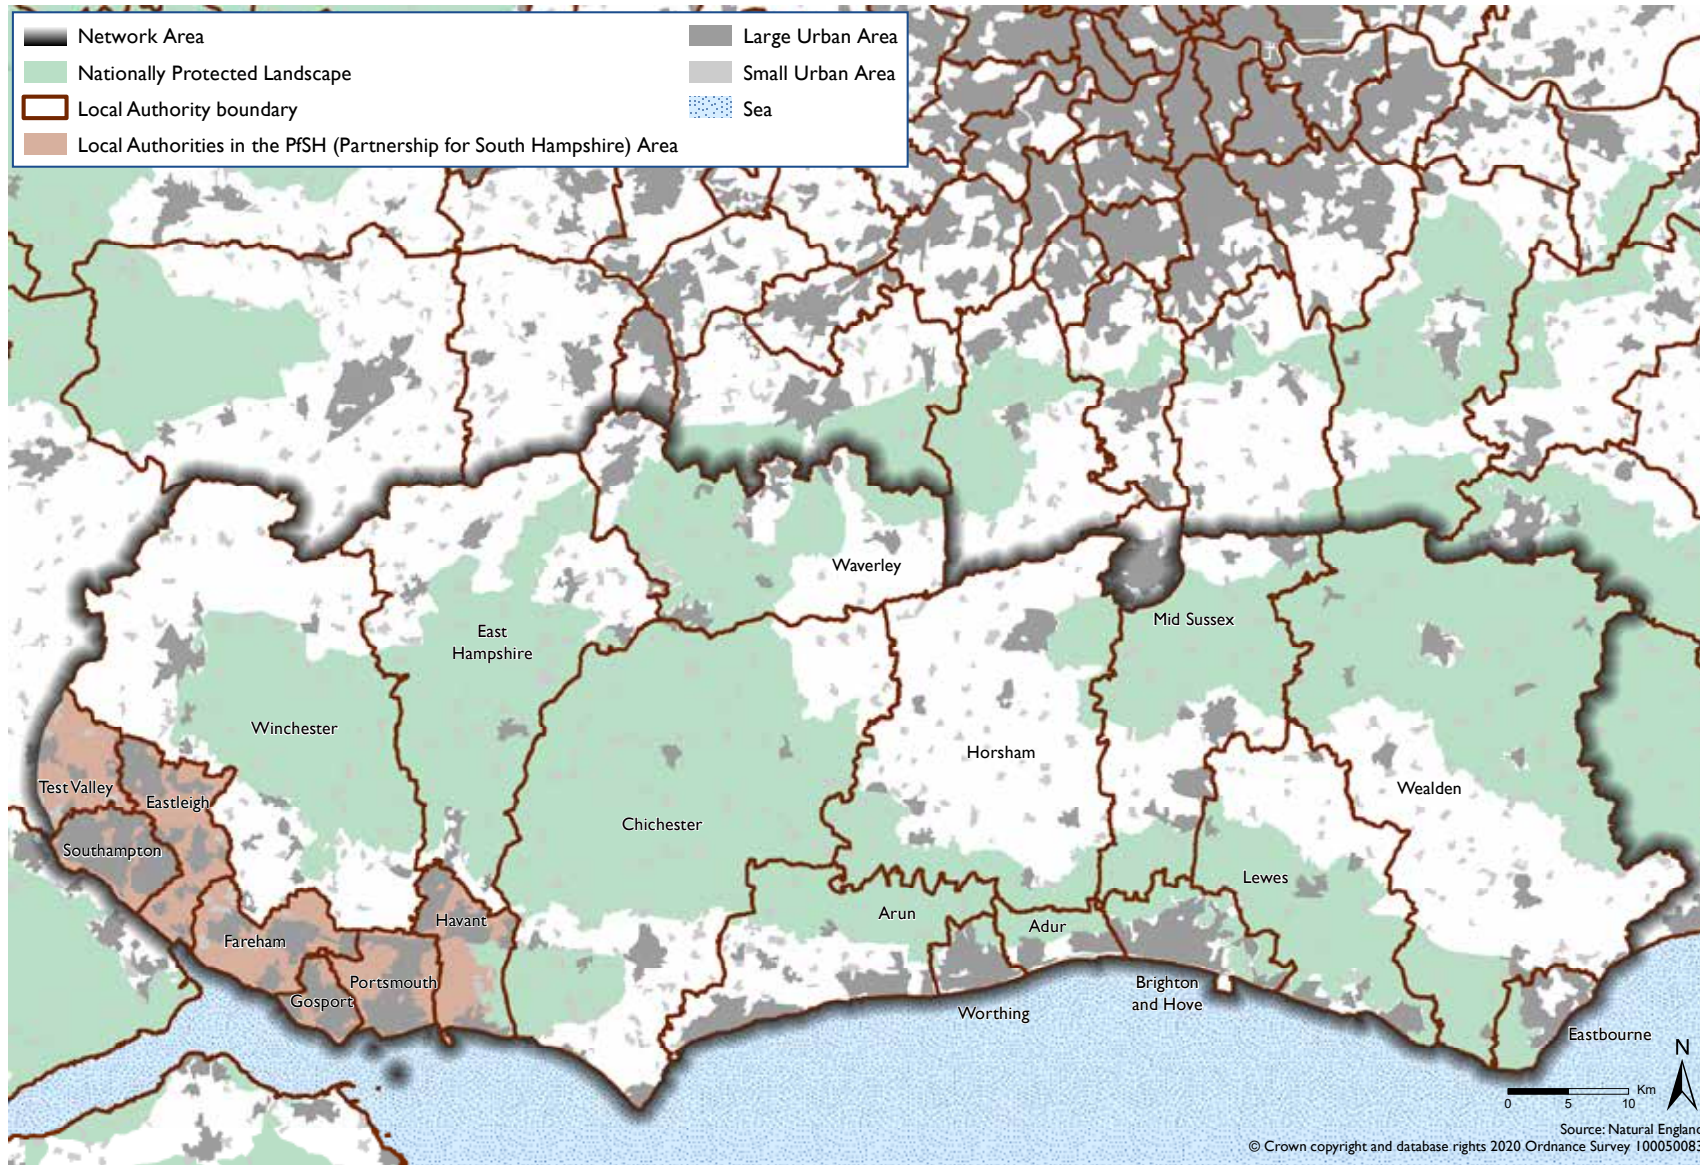 Network Area
Nationally Protected Landscape
Local Authority boundary
Local Authorities in the PfSH (Partnership for South Hampshire) Area
Large Urban Area
Small Urban Area
Sea
Waverley
Mid Sussex
East
Hampshire
Winchester
Horsham
Test Valley
Eastleigh
Wealden
Chichester
Southampton
Lewes
Arun
Havant
Adur
Fareham
Portsmouth
Gosport
Brighton
and Hove
Worthing
Eastbourne
N
Km
0 5 10
Source: Natural England
© Crown copyright and database rights 2020 Ordnance Survey 100050083